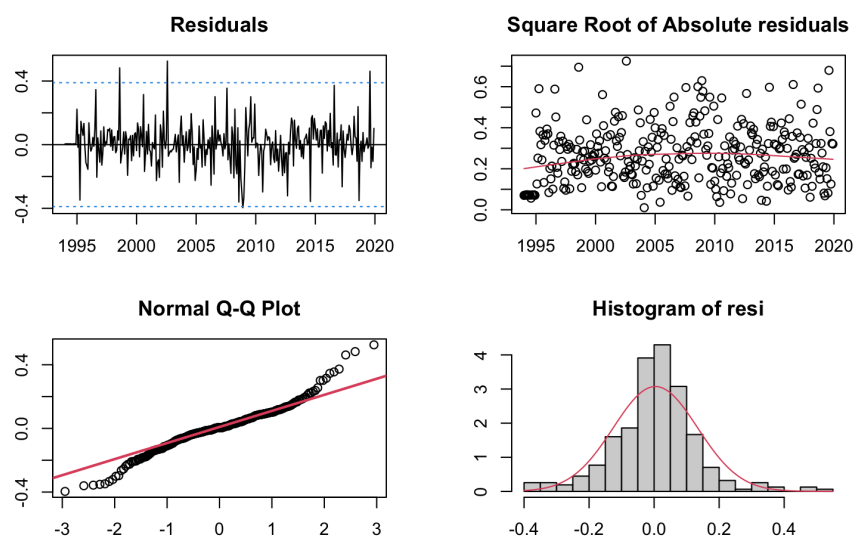 Residuals
0.4
0.0
-0.4
1995 2000 2005 2010 2015 2020
Square Root of Absolute residuals
0.6
0.4
0.2
0.0
1995 2000 2005 2010 2015 2020
Normal Q-Q Plot
0.4
0.0
-0.4
-3 -2 -1 0 1 2 3
Histogram of resi
4
3
2
1
0
-0.4 -0.2 0.0 0.2 0.4